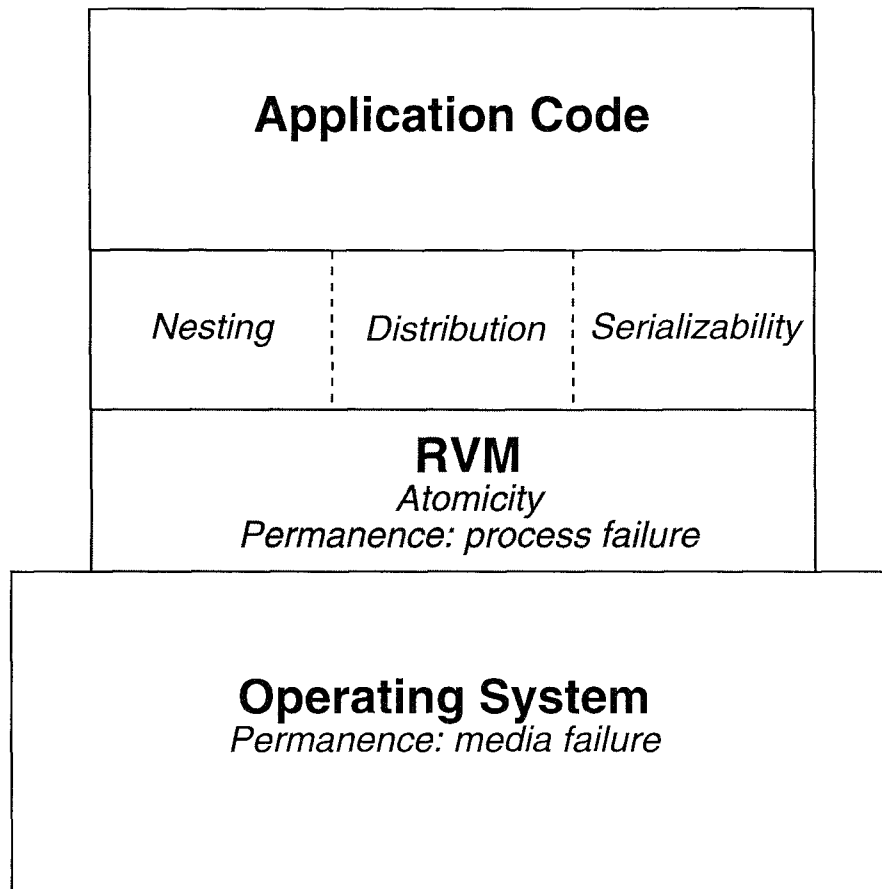 Application Code
Nesting Distribution Serializability
RVM
Atomicity
Permanence: process failure
Operating System
Permanence: media failure